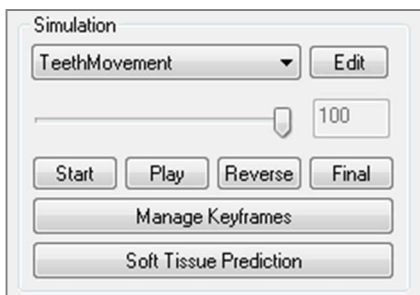 Simulation
TeethMovement Edit
100
Start Play Reverse Final
Manage Keyframes
Soft Tissue Prediction